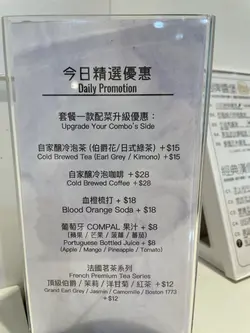 今日精選優惠
Daily Promotion
套餐一款配菜升級優惠：
Upgrade Your Combo's Side
自家釀冷泡茶 (伯爵花/日式綠茶) +$15
Cold Brewed Tea (Earl Grey / Kimono) +$15
自家釀冷泡咖啡 +$28
Cold Brewed Coffee +$28
血橙梳打 + $18
Blood Orange Soda + $18
葡萄牙 COMPAL. 果汁 + $8
(蘋果 / 芒果 / 菠蘿 / 蕃茄)
Portuguese Bottled Juice + $8
(Apple / Mango / Pineapple / Tomato)
法國茗茶系列
French Premium Tea Series
頂級伯爵 / 茉莉 / 洋甘菊 / 紅茶 + $12
Grand Earl Grey / Jasmin / Camomile / Boston 1773
+$12